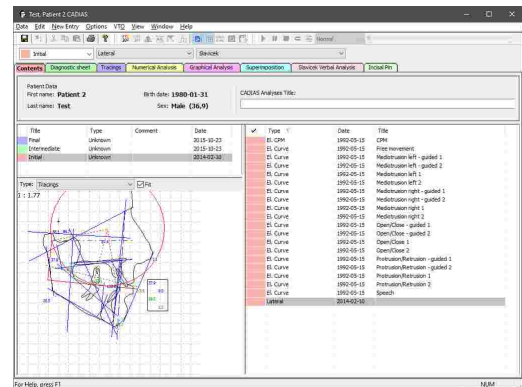 Test, Patient 2 CADIAS
Date Edit New Entry Options VTO View Window Help
Normal
Initial Lateral Slavicek
Contents Diagnostic sheet Tracings Numerical Analysis Graphical Analysis Superimposition Slavicek Verbal Analysis Incisal Pin
Patient Data
First name: Patient 2 Birth date: 1980-01-31
Last name: Test Sex: Male (36,9)
CADIAS Analyses Title:
Title Type Comment Date
Final Unknown 2015-10-23
Intermediate Unknown 2015-10-23
Initial Unknown 2014-02-10
Type: Tracings Fit
1 : 1.77
✓ Type Date Title
El. CPM 1992-05-15 CPM
El. Curve 1992-05-15 Free movement
El. Curve 1992-05-15 Mediotrusion left - guided 1
El. Curve 1992-05-15 Mediotrusion left - guided 2
El. Curve 1992-05-15 Mediotrusion left 1
El. Curve 1992-05-15 Mediotrusion left 2
El. Curve 1992-05-15 Mediotrusion right - guided 1
El. Curve 1992-05-15 Mediotrusion right - guided 2
El. Curve 1992-05-15 Mediotrusion right 1
El. Curve 1992-05-15 Mediotrusion right 2
El. Curve 1992-05-15 Open/Close - guided 1
El. Curve 1992-05-15 Open/Close - guided 2
El. Curve 1992-05-15 Open/Close 1
El. Curve 1992-05-15 Open/Close 2
El. Curve 1992-05-15 Protrusion/Retrusion - guided 1
El. Curve 1992-05-15 Protrusion/Retrusion - guided 2
El. Curve 1992-05-15 Protrusion/Retrusion 1
El. Curve 1992-05-15 Protrusion/Retrusion 2
El. Curve 1992-05-15 Speech
Lateral 2014-02-10
For Help, press F1 NUM